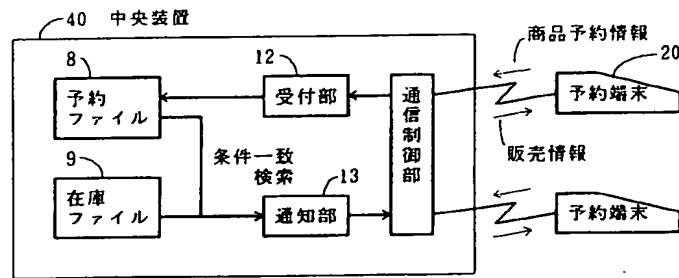 40 中央装置
8
予約
ファイル
12
受付部
通信制御部
商品予約情報
20
予約端末
販売情報
9
在庫
ファイル
条件一致
検索
13
通知部
予約端末